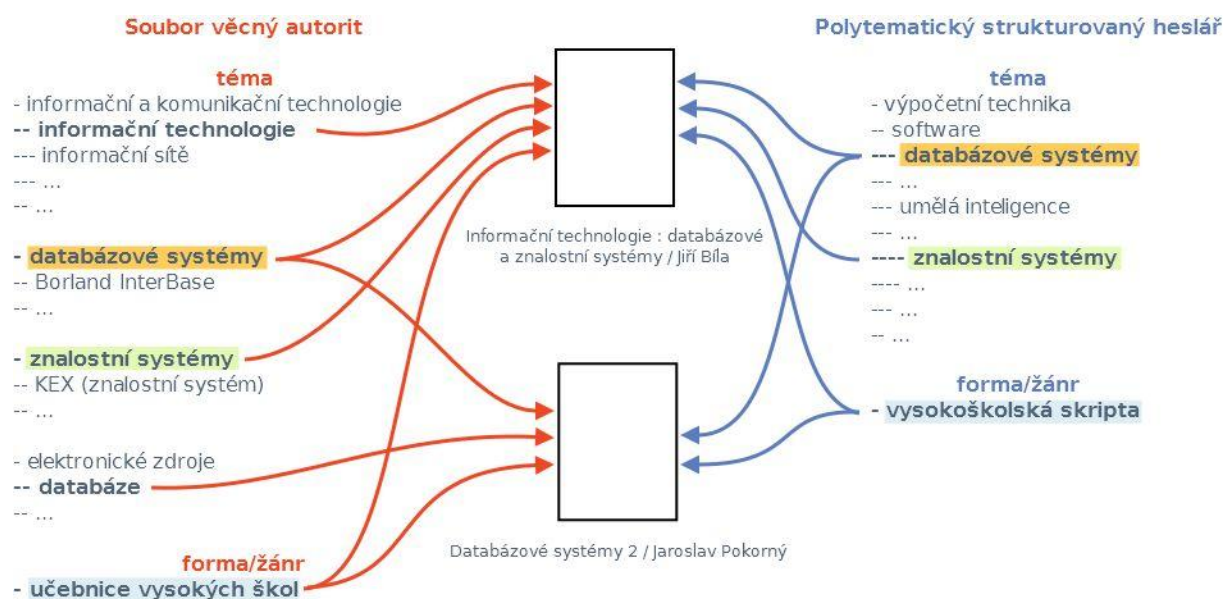 Soubor věcný autorit
téma
- informační a komunikační technologie
-- informační technologie
--- informační sítě
--- ...
-- ...
- databázové systémy
-- Borland InterBase
-- ...
- znalostní systémy
-- KEX (znalostní systém)
-- ...
- elektronické zdroje
-- databáze
-- ...
forma/žánr
- učebnice vysokých škol
Informační technologie : databázové
a znalostní systémy / Jiří Bíla
Databázové systémy 2 / Jaroslav Pokorný
Polytematický strukturovaný heslář
téma
- výpočetní technika
-- software
--- databázové systémy
--- ...
--- umělá inteligence
--- ...
---- znalostní systémy
---- ...
--- ...
-- ...
forma/žánr
- vysokoškolská skripta